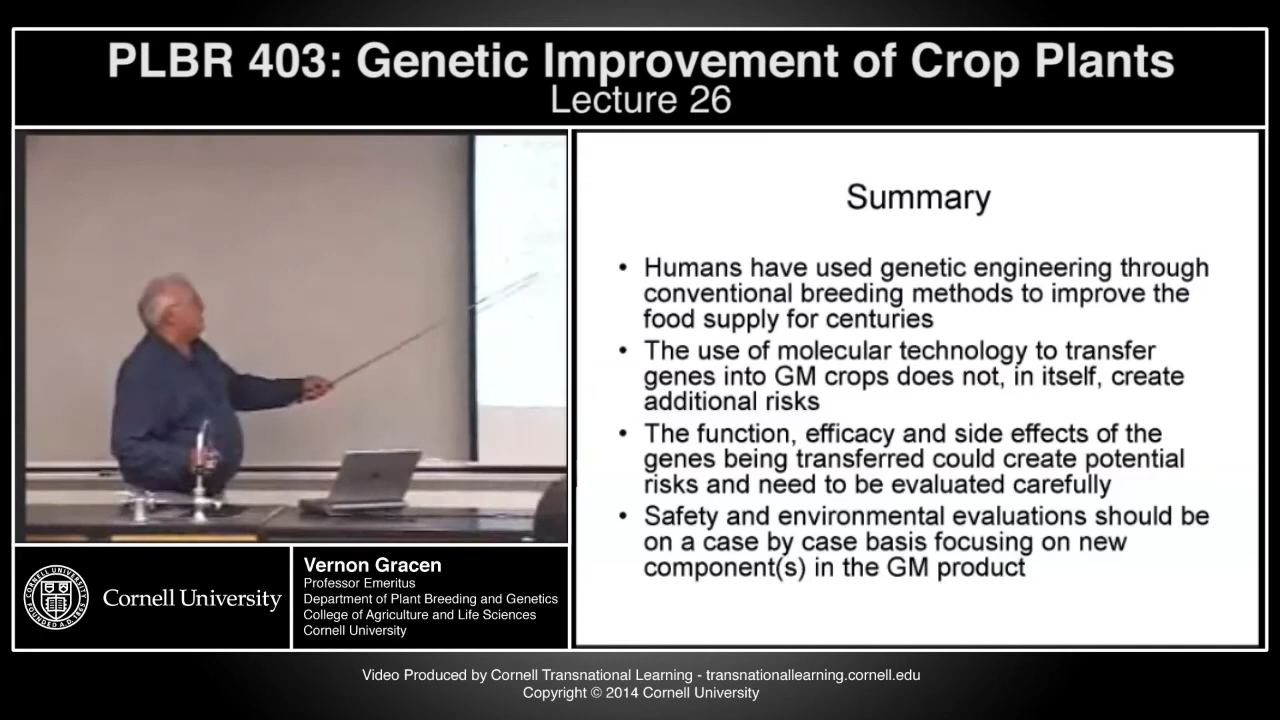 PLBR 403: Genetic Improvement of Crop Plants
Lecture 26
Summary
• Humans have used genetic engineering through
conventional breeding methods to improve the
food supply for centuries
• The use of molecular technology to transfer
genes into GM crops does not, in itself, create
additional risks
• The function, efficacy and side effects of the
genes being transferred could create potential
risks and need to be evaluated carefully
• Safety and environmental evaluations should be
on a case by case basis focusing on new
component(s) in the GM product
CORNELL UNIVERSITY
FOUNDED A.D. 1865
Cornell University
Vernon Gracen
Professor Emeritus
Department of Plant Breeding and Genetics
College of Agriculture and Life Sciences
Cornell University
Video Produced by Cornell Transnational Learning - transnationallearning.cornell.edu
Copyright © 2014 Cornell University